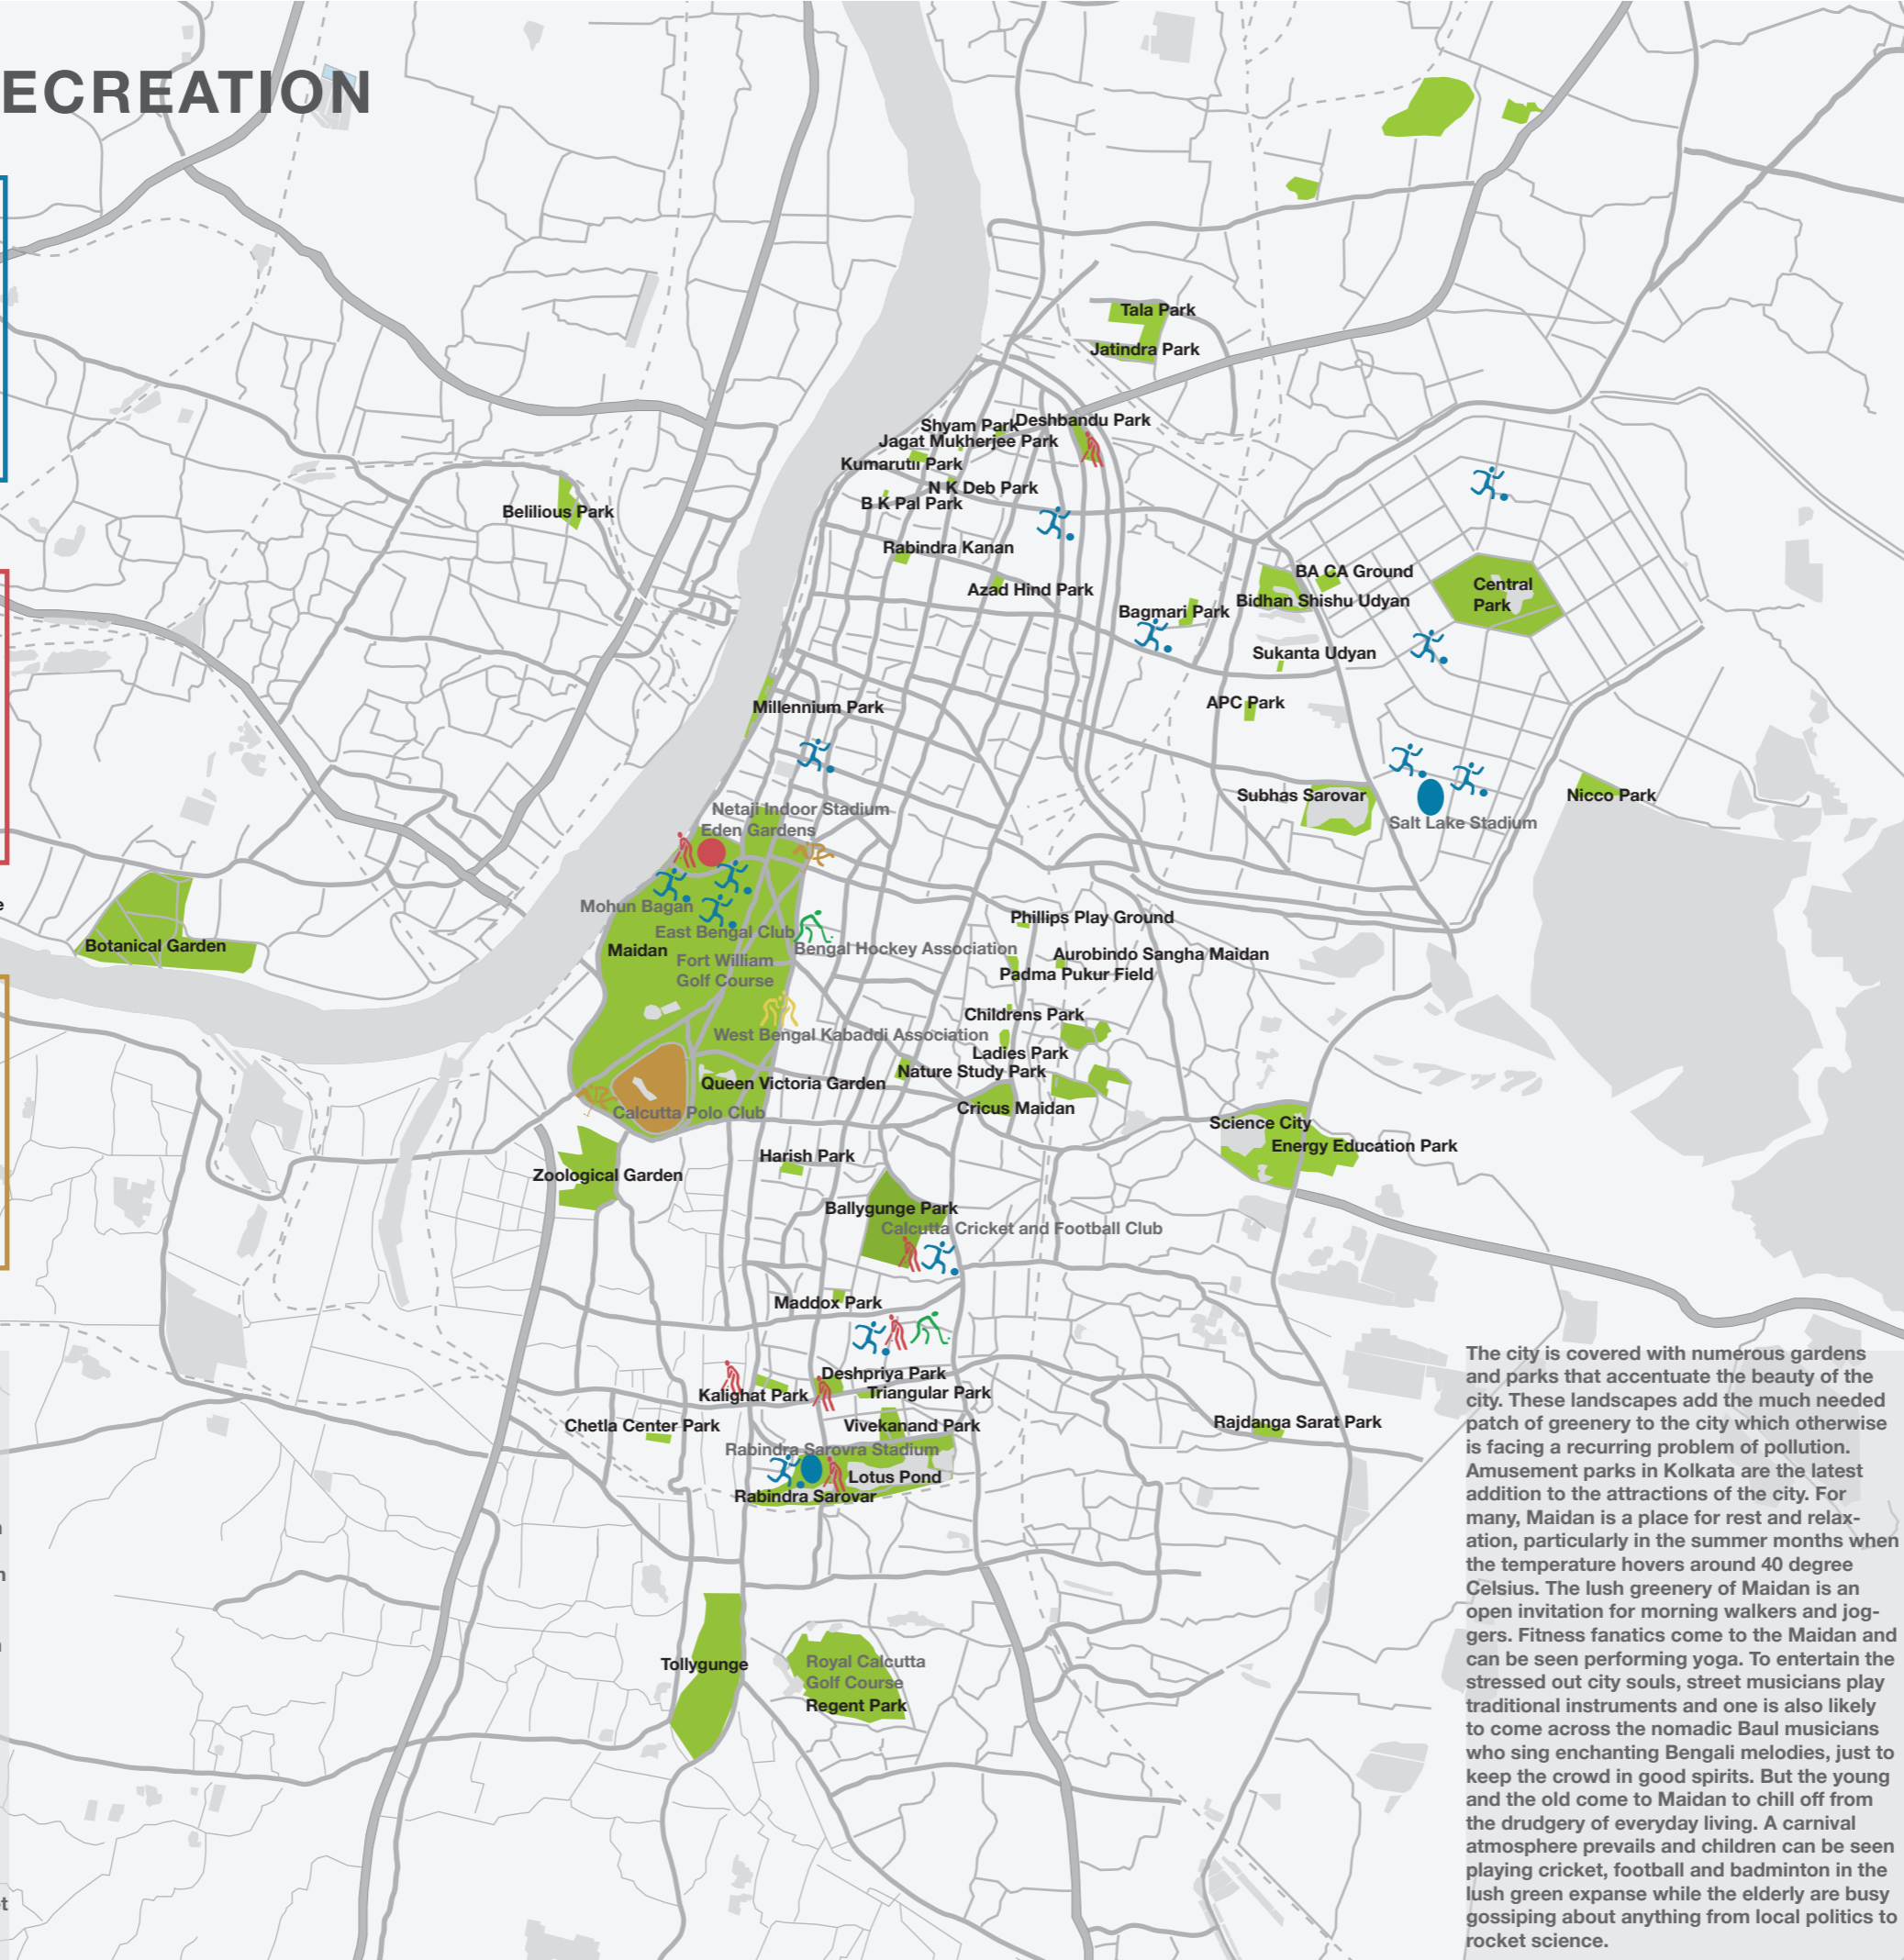 ECREATION
Tala Park
Jatindra Park
Shyam Park
Deshbandu Park
Jagat Mukherjee Park
Kumarutii Park
N K Deb Park
B K Pal Park
Belilious Park
Rabindra Kanan
Azad Hind Park
BA CA Ground
Bidhan Shishu Udyan
Central
Park
Bagmari Park
Sukanta Udyan
APC Park
Millennium Park
Subhas Sarovar
Nicco Park
Salt Lake Stadium
Netaji Indoor Stadium
Eden Gardens
e
Mohun Bagan
East Bengal Club
Maidan
Fort William
Golf Course
Bengal Hockey Association
Botanical Garden
Phillips Play Ground
Aurobindo Sangha Maidan
Padma Pukur Field
Childrens Park
West Bengal Kabaddi Association
Ladies Park
Nature Study Park
Queen Victoria Garden
Cricus Maidan
Calcutta Polo Club
Science City
Energy Education Park
Harish Park
Zoological Garden
Ballygunge Park
Calcutta Cricket and Football Club
Maddox Park
Deshpriya Park
Kalighat Park
Triangular Park
Chetla Center Park
Vivekanand Park
Rajdanga Sarat Park
Rabindra Sarovra Stadium
Lotus Pond
Rabindra Sarovar
Tollygunge
Royal Calcutta
Golf Course
Regent Park
The city is covered with numerous gardens
and parks that accentuate the beauty of the
city. These landscapes add the much needed
patch of greenery to the city which otherwise
is facing a recurring problem of pollution.
Amusement parks in Kolkata are the latest
addition to the attractions of the city. For
many, Maidan is a place for rest and relax-
ation, particularly in the summer months when
the temperature hovers around 40 degree
Celsius. The lush greenery of Maidan is an
open invitation for morning walkers and jog-
gers. Fitness fanatics come to the Maidan and
can be seen performing yoga. To entertain the
stressed out city souls, street musicians play
traditional instruments and one is also likely
to come across the nomadic Baul musicians
who sing enchanting Bengali melodies, just to
keep the crowd in good spirits. But the young
and the old come to Maidan to chill off from
the drudgery of everyday living. A carnival
atmosphere prevails and children can be seen
playing cricket, football and badminton in the
lush green expanse while the elderly are busy
gossiping about anything from local politics to
rocket science.